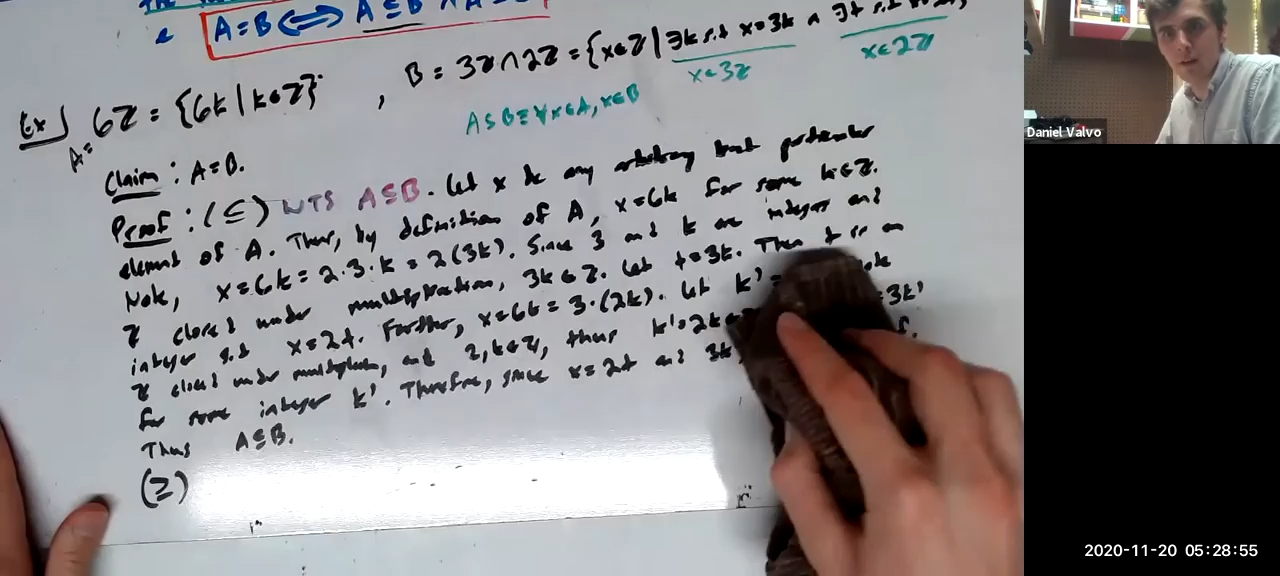 A=B ⟺ A⊆B ∧
Ex] 6ℤ = {6k | k∈ℤ} , B = 3ℤ∩2ℤ = {x∈ℤ | ∃k s.t x=3k ∧ ∃t s.t
A=
x∈3ℤ
x∈2ℤ
A⊆B ≡ ∀x∈A, x∈B
Claim: A=B.
Proof: (⊆) WTS A⊆B. Let x be any arbitrary but particular
element of A. Then, by definition of A, x=6k for some k∈ℤ.
Note, x=6k=2·3·k=2(3k). Since 3 and k are integers and
ℤ closed under multiplication, 3k∈ℤ. Let t=3k. Then t is an
integer s.t x=2t. Further, x=6k=3·(2k). Let k'=
ℤ closed under multiplication, and 2,k∈ℤ, thus k'=2k∈ =3k'
for some integer k'. Therefore, since x=2t and 3k
Thus A⊆B.
(⊇)
Daniel Valvo
2020-11-20 05:28:55